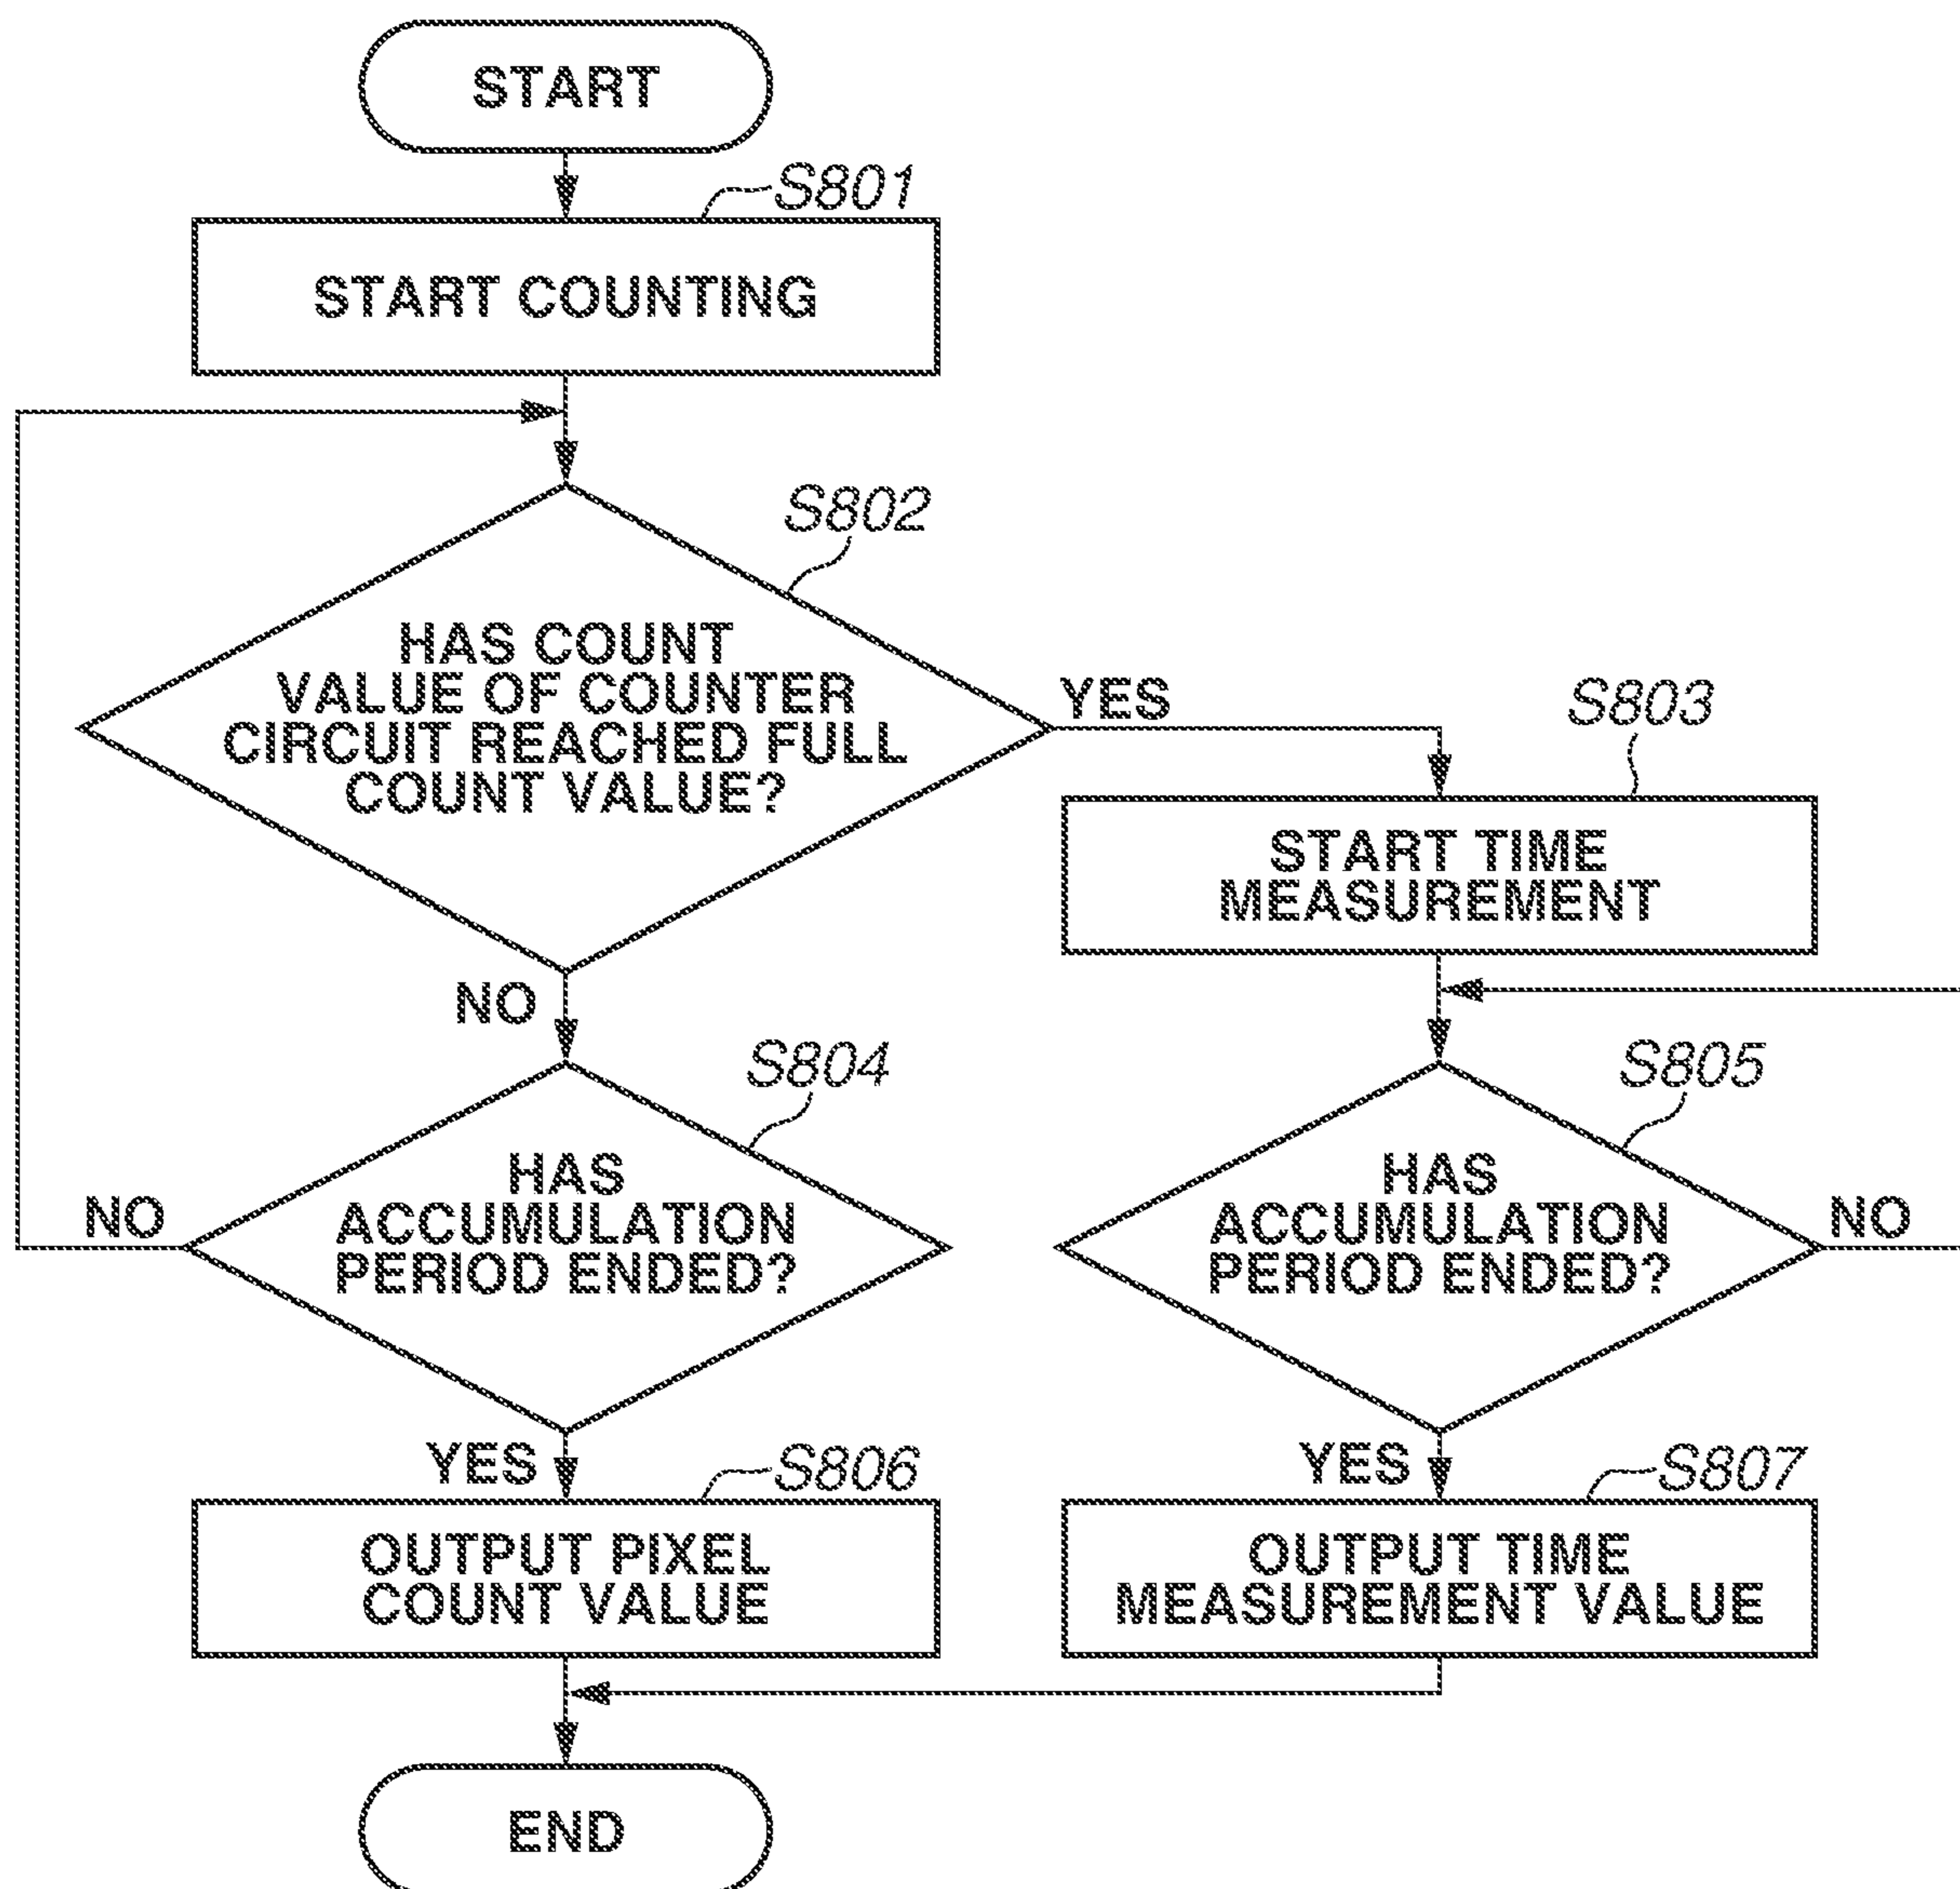 START
S801
START COUNTING
S802
HAS COUNT
VALUE OF COUNTER
CIRCUIT REACHED FULL
COUNT VALUE?
YES
S803
START TIME
MEASUREMENT
NO
S804
HAS
ACCUMULATION
PERIOD ENDED?
NO
S805
HAS
ACCUMULATION
PERIOD ENDED?
NO
YES
S806
OUTPUT PIXEL
COUNT VALUE
YES
S807
OUTPUT TIME
MEASUREMENT VALUE
END